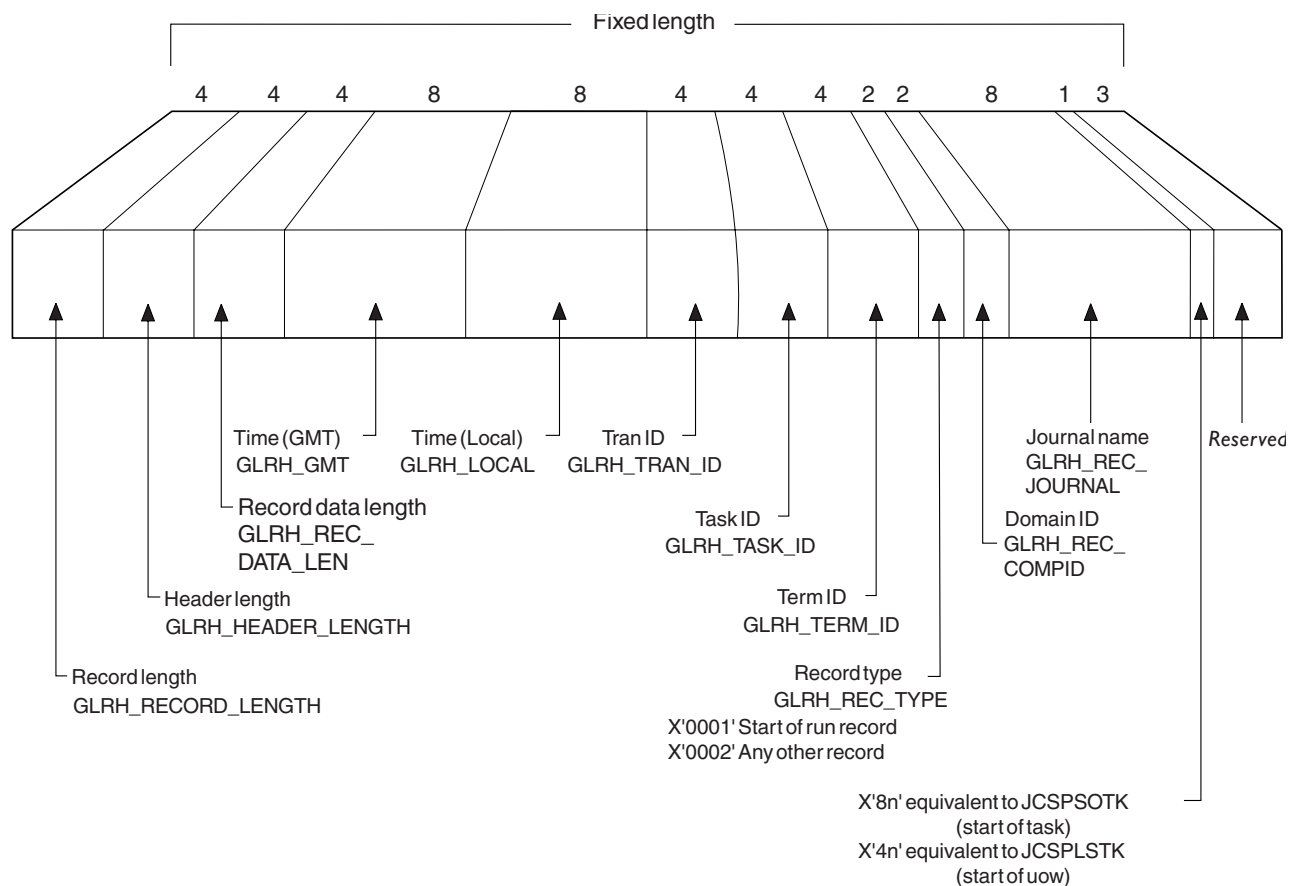 Fixed length
4 4 4 8 8 4 4 4 2 2 8 1 3
Time (GMT)
GLRH_GMT
Time (Local)
GLRH_LOCAL
Tran ID
GLRH_TRAN_ID
Journal name
GLRH_REC_
JOURNAL
Reserved
Record data length
GLRH_REC_
DATA_LEN
Task ID
GLRH_TASK_ID
Domain ID
GLRH_REC_
COMPID
Header length
GLRH_HEADER_LENGTH
Term ID
GLRH_TERM_ID
Record length
GLRH_RECORD_LENGTH
Record type
GLRH_REC_TYPE
X'0001' Start of run record
X'0002' Any other record
X'8n' equivalent to JCSPSOTK
(start of task)
X'4n' equivalent to JCSPLSTK
(start of uow)